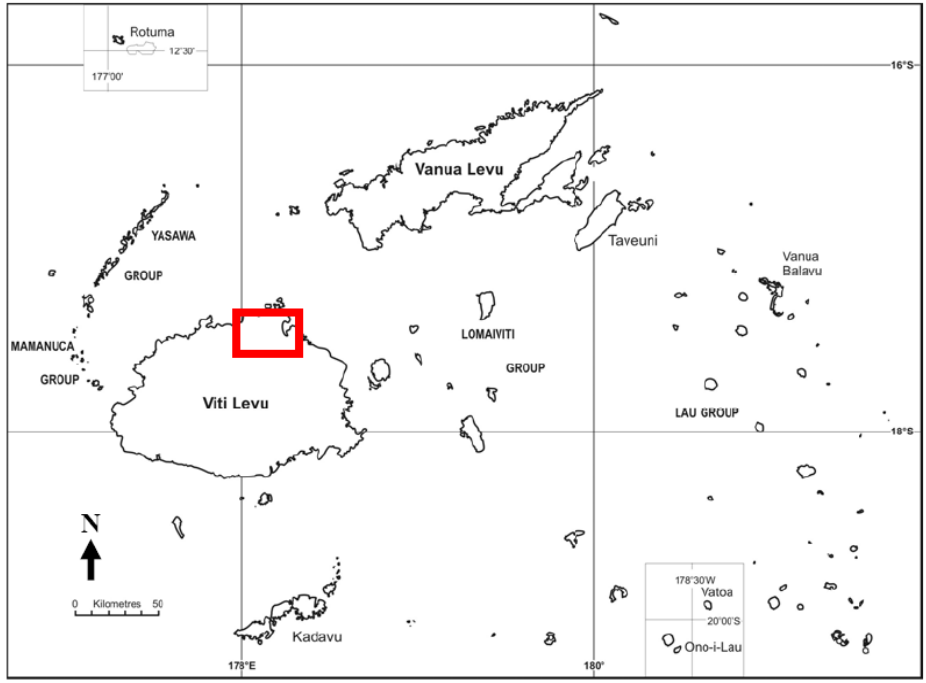 Rotuma
12°30'
177°00'
16°S
Vanua Levu
YASAWA
GROUP
Taveuni
Vanua
Balavu
MAMANUCA
GROUP
LOMAIVITI
GROUP
Viti Levu
LAU GROUP
18°S
N
0 Kilometres 50
178°30'W
Vatoa
20°00'S
Ono-i-Lau
Kadavu
178°E
180°